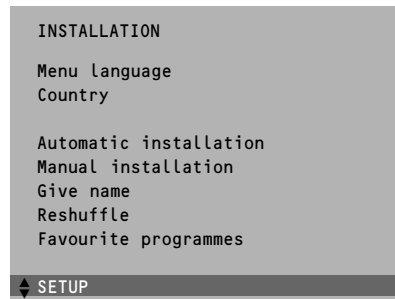 INSTALLATION
Menu language
Country
Automatic installation
Manual installation
Give name
Reshuffle
Favourite programmes
SETUP